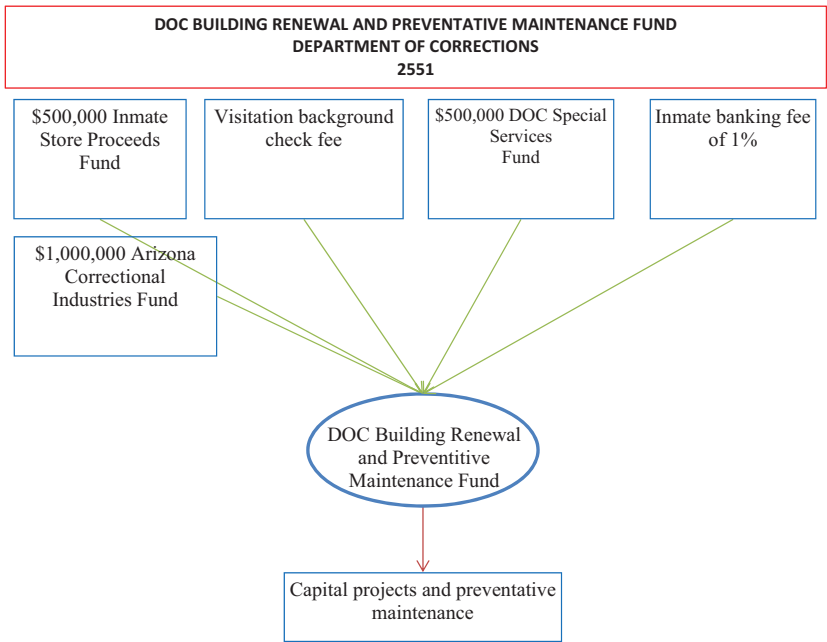 DOC BUILDING RENEWAL AND PREVENTATIVE MAINTENANCE FUND
DEPARTMENT OF CORRECTIONS
2551
$500,000 Inmate
Store Proceeds
Fund
Visitation background
check fee
$500,000 DOC Special
Services
Fund
Inmate banking fee
of 1%
$1,000,000 Arizona
Correctional
Industries Fund
DOC Building Renewal
and Preventitive
Maintenance Fund
Capital projects and preventative
maintenance